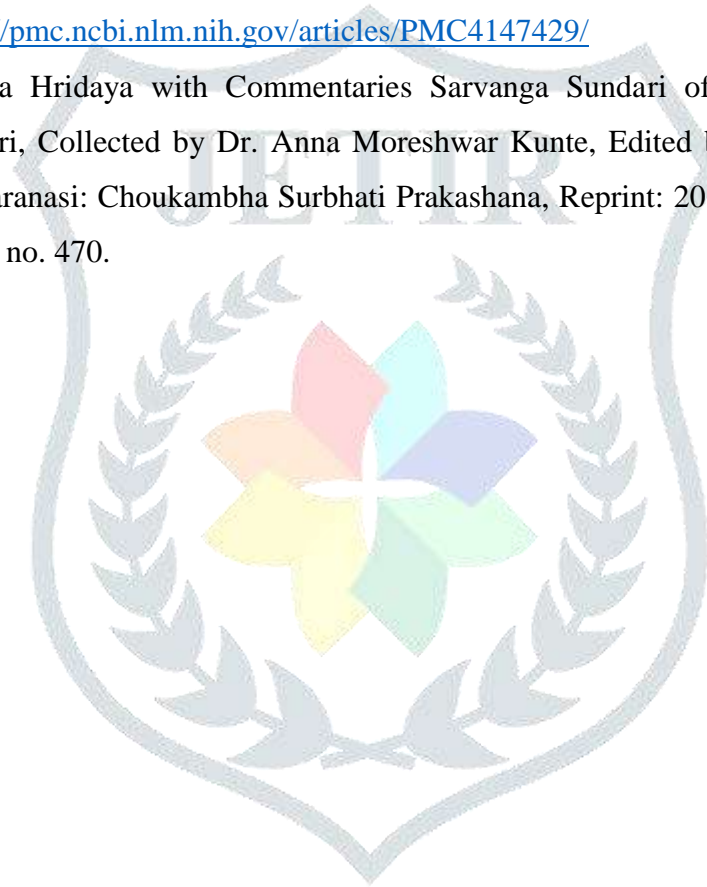 /pmc.ncbi.nlm.nih.gov/articles/PMC4147429/
a Hridaya with Commentaries Sarvanga Sundari of
ri, Collected by Dr. Anna Moreshwar Kunte, Edited b
aranasi: Choukambha Surbhati Prakashana, Reprint: 20
no. 470.
JETIR